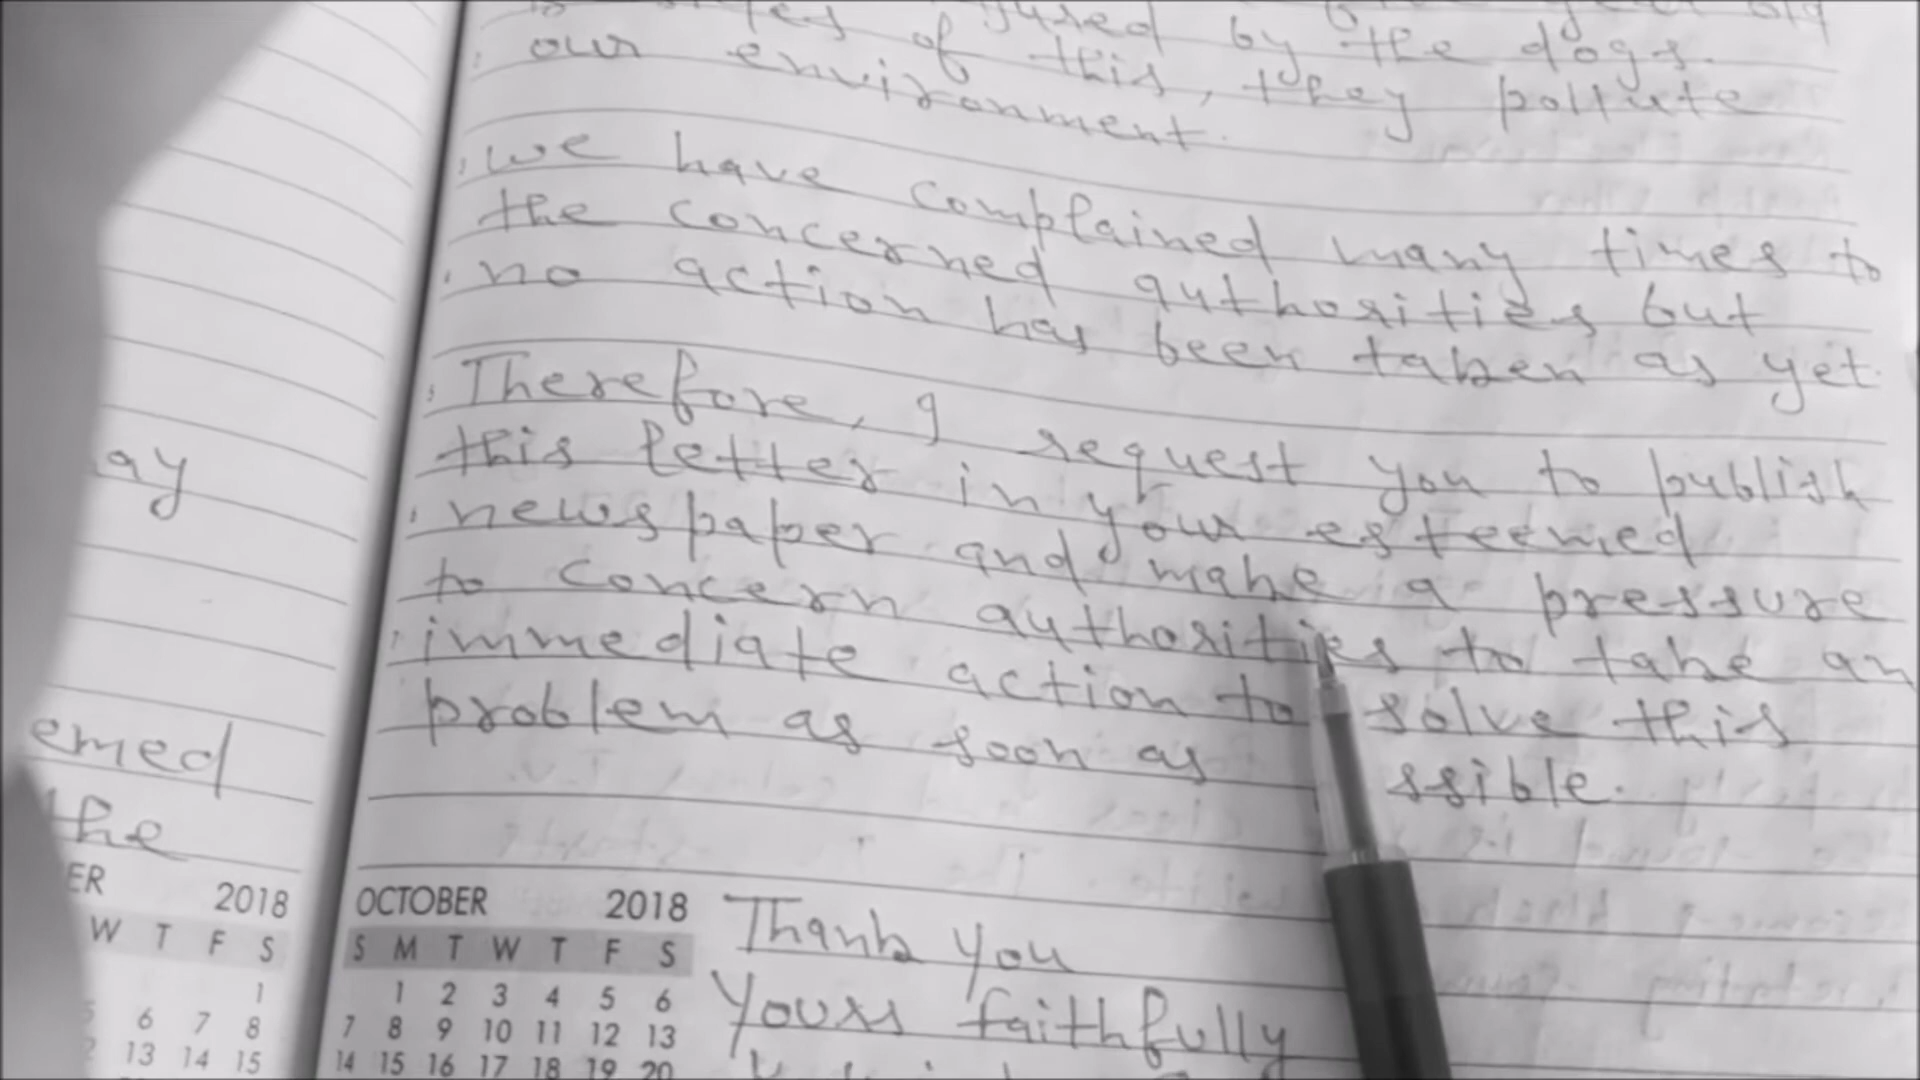 by the dogs.
of this, they pollute
our environment.
we have complained many times to
the concerned authorities but
no action has been taken as yet.
Therefore, I request you to publish
this letter in your esteemed
newspaper and make a pressure
to concern authorities to take an
immediate action to solve this
problem as soon as ssible.
Thank you
Yours faithfully
ay
emed
the
ER 2018
W T F S
1
6 7 8
13 14 15
OCTOBER 2018
S M T W T F S
1 2 3 4 5 6
7 8 9 10 11 12 13
14 15 16 17 18 19 20